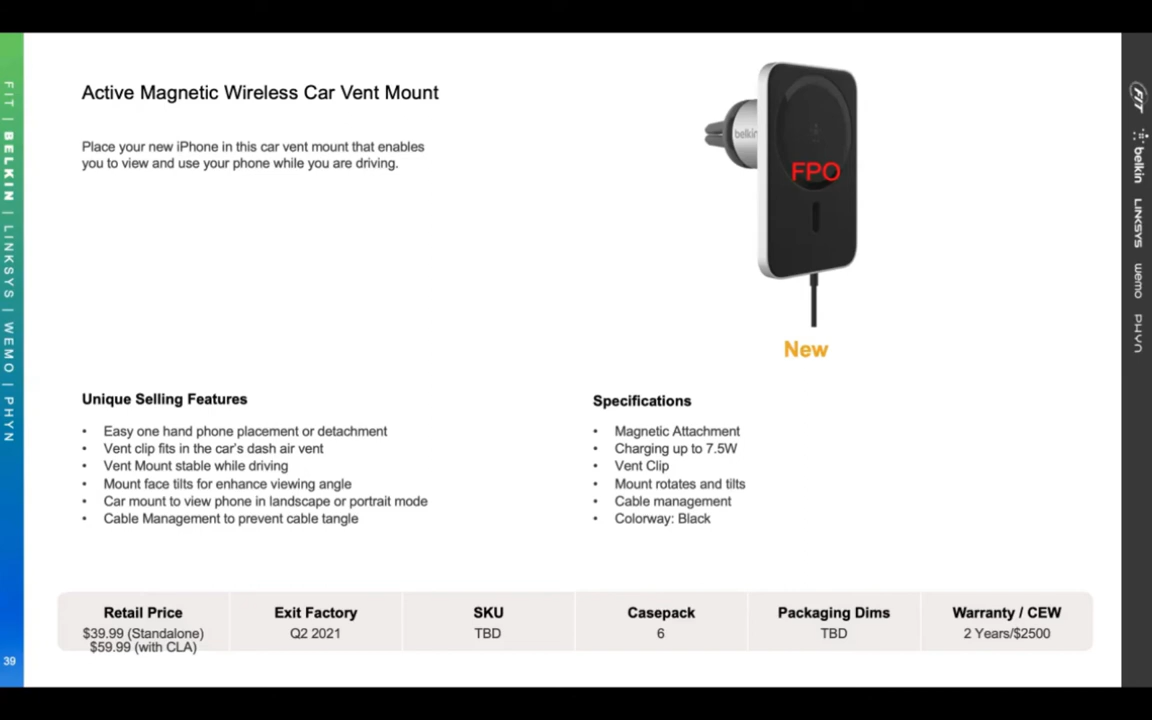 FIT | BELKIN | LINKSYS | WEMO | PHYN
39
Active Magnetic Wireless Car Vent Mount
Place your new iPhone in this car vent mount that enables
you to view and use your phone while you are driving.
belkin
FPO
New
Unique Selling Features
• Easy one hand phone placement or detachment
• Vent clip fits in the car's dash air vent
• Vent Mount stable while driving
• Mount face tilts for enhance viewing angle
• Car mount to view phone in landscape or portrait mode
• Cable Management to prevent cable tangle
Specifications
• Magnetic Attachment
• Charging up to 7.5W
• Vent Clip
• Mount rotates and tilts
• Cable management
• Colorway: Black
Retail Price
$39.99 (Standalone)
$59.99 (with CLA)
Exit Factory
Q2 2021
SKU
TBD
Casepack
6
Packaging Dims
TBD
Warranty / CEW
2 Years/$2500
FIT
belkin
LINKSYS
wemo
PHYN